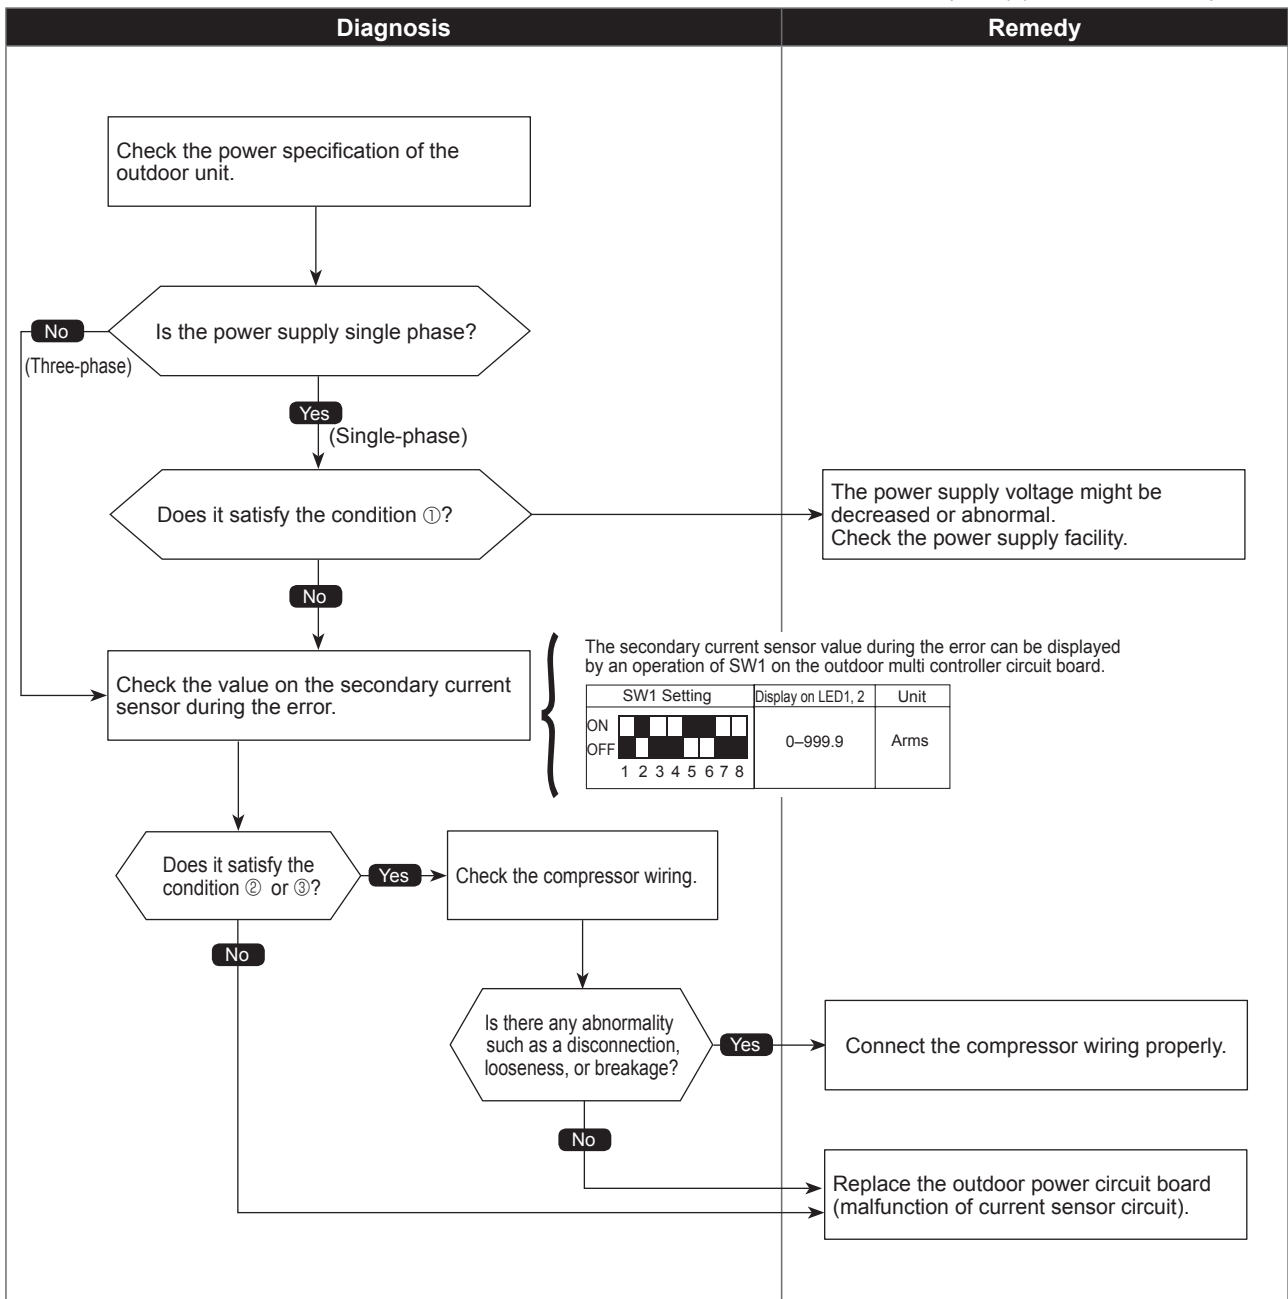 Diagnosis
Remedy
Check the power specification of the
outdoor unit.
Is the power supply single phase?
No
(Three-phase)
Yes
(Single-phase)
Does it satisfy the condition ①?
The power supply voltage might be
decreased or abnormal.
Check the power supply facility.
No
Check the value on the secondary current
sensor during the error.
The secondary current sensor value during the error can be displayed
by an operation of SW1 on the outdoor multi controller circuit board.
SW1 Setting
Display on LED1, 2
Unit
ON
OFF
1 2 3 4 5 6 7 8
0–999.9
Arms
Does it satisfy the
condition ② or ③?
Yes
Check the compressor wiring.
No
Is there any abnormality
such as a disconnection,
looseness, or breakage?
Yes
Connect the compressor wiring properly.
No
Replace the outdoor power circuit board
(malfunction of current sensor circuit).